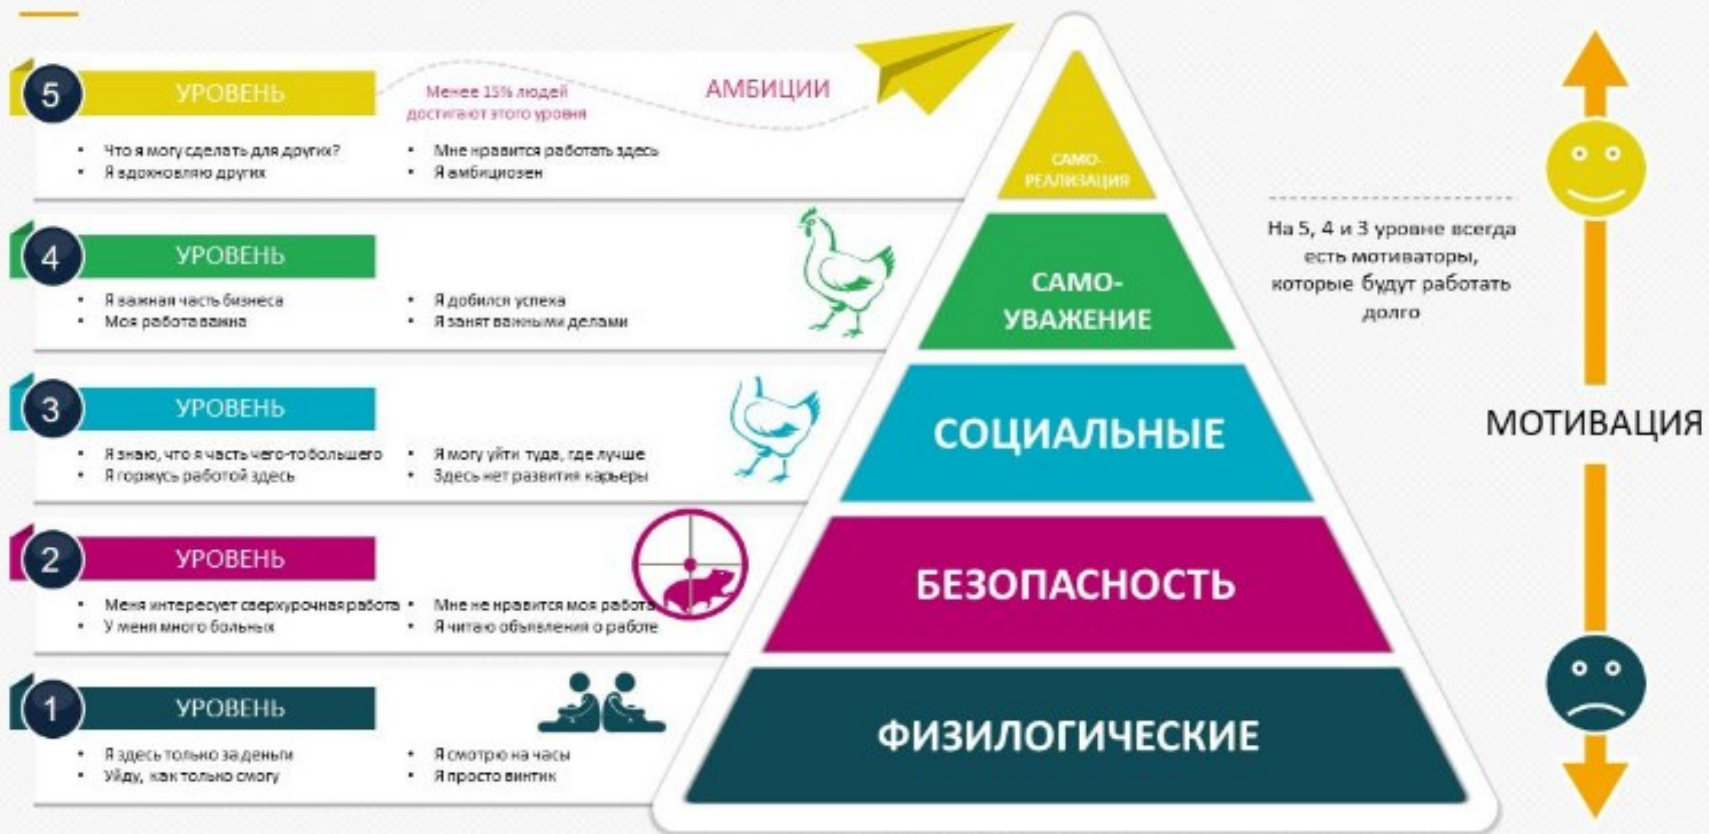 5
УРОВЕНЬ
Менее 15% людей
достигают этого уровня
АМБИЦИИ
• Что я могу сделать для других?
• Я вдохновляю других
• Мне нравится работать здесь
• Я амбициозен
САМО-
РЕАЛИЗАЦИЯ
4
УРОВЕНЬ
• Я важная часть бизнеса
• Моя работа важна
• Я добился успеха
• Я занят важными делами
САМО-
УВАЖЕНИЕ
На 5, 4 и 3 уровне всегда
есть мотиваторы,
которые будут работать
долго
3
УРОВЕНЬ
• Я знаю, что я часть чего-то большего
• Я горжусь работой здесь
• Я могу уйти туда, где лучше
• Здесь нет развития карьеры
СОЦИАЛЬНЫЕ
МОТИВАЦИЯ
2
УРОВЕНЬ
• Меня интересует сверхурочная работа
• У меня много больных
• Мне не нравится моя работа
• Я читаю объявления о работе
БЕЗОПАСНОСТЬ
1
УРОВЕНЬ
• Я здесь только за деньги
• Уйду, как только смогу
• Я смотрю на часы
• Я просто винтик
ФИЗИЛОГИЧЕСКИЕ